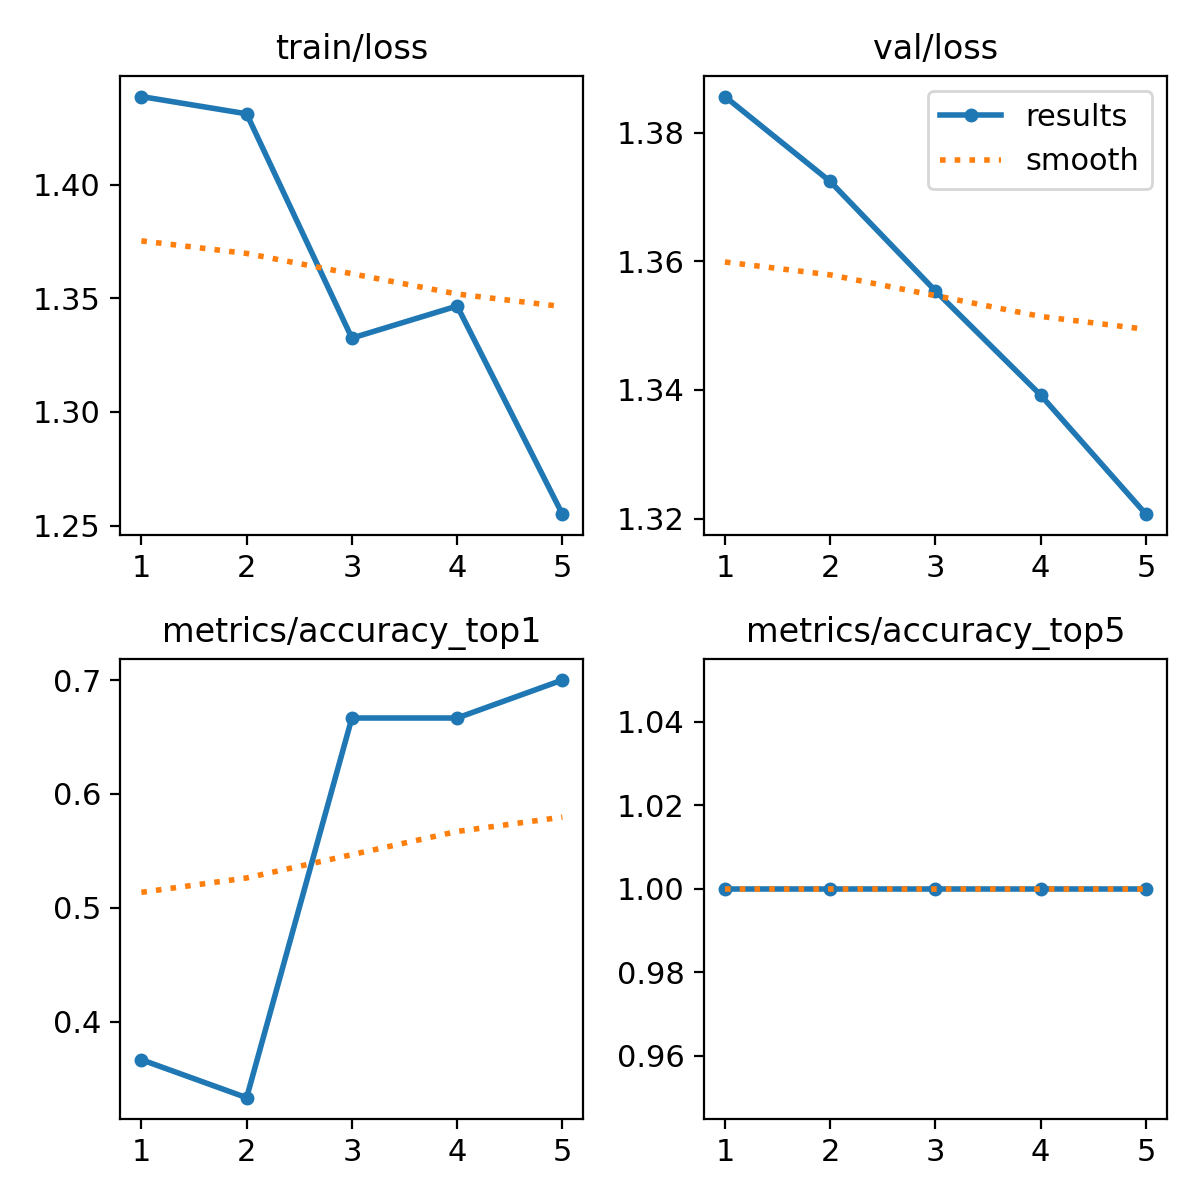 train/loss
1.40
1.35
1.30
1.25
1 2 3 4 5
val/loss
results
smooth
1.38
1.36
1.34
1.32
1 2 3 4 5
metrics/accuracy_top1
0.7
0.6
0.5
0.4
1 2 3 4 5
metrics/accuracy_top5
1.04
1.02
1.00
0.98
0.96
1 2 3 4 5